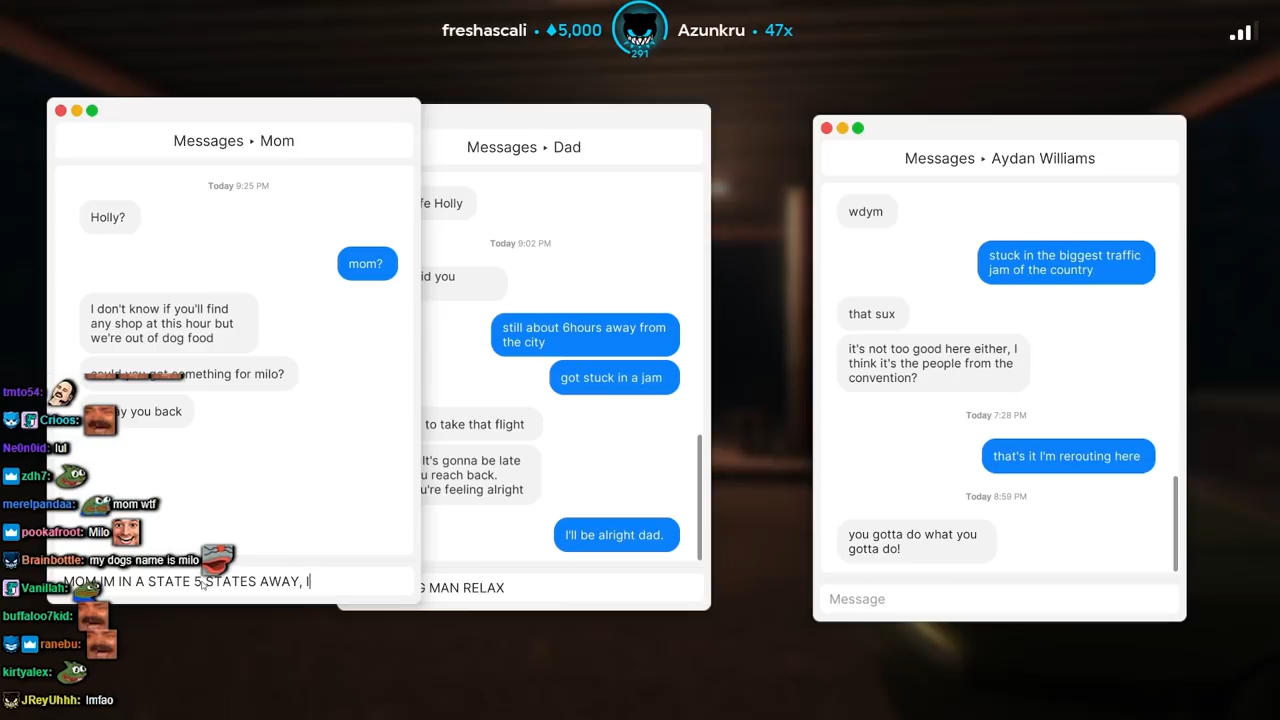 freshascali • 5,000
291
Azunkru • 47x
Messages ‣ Mom
Today 9:25 PM
Holly?
mom?
I don't know if you'll find
any shop at this hour but
we're out of dog food
could you get something for milo?
ay you back
MOM IM IN A STATE 5 STATES AWAY, I
Messages ‣ Dad
fe Holly
Today 9:02 PM
id you
still about 6hours away from
the city
got stuck in a jam
to take that flight
It's gonna be late
u reach back.
u're feeling alright
I'll be alright dad.
G MAN RELAX
Messages ‣ Aydan Williams
wdym
stuck in the biggest traffic
jam of the country
that sux
it's not too good here either, I
think it's the people from the
convention?
Today 7:28 PM
that's it I'm rerouting here
Today 8:59 PM
you gotta do what you
gotta do!
Message
tmto54:
Crioos:
Ne0n0id: lul
zdh7:
merelpandaa: mom wtf
pookafroot: Milo
Brainbottle: my dogs name is milo
Vanillah:
buffaloo7kid:
ranebu:
kirtyalex:
JReyUhhh: lmfao